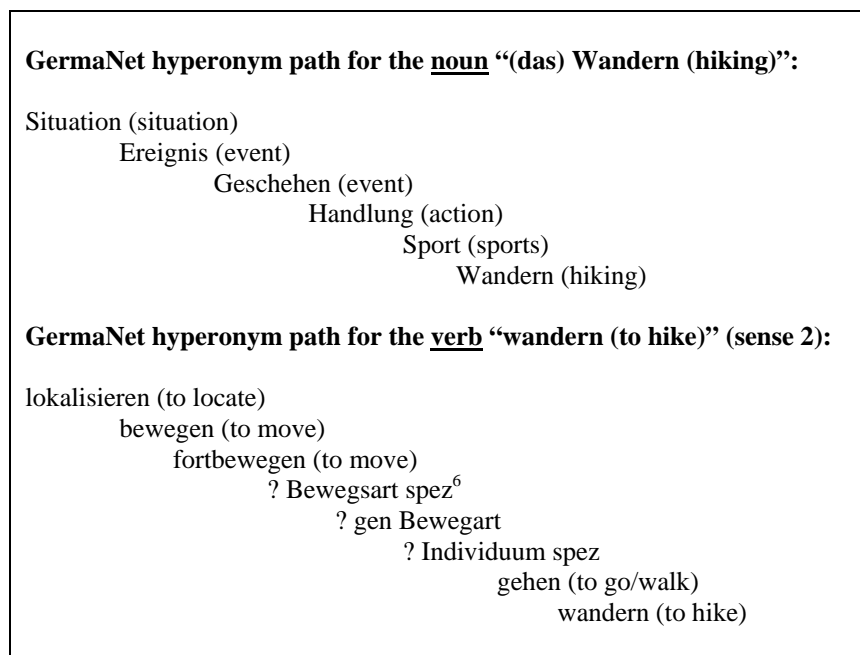 GermaNet hyperonym path for the noun “(das) Wandern (hiking)”:
Situation (situation)
Ereignis (event)
Geschehen (event)
Handlung (action)
Sport (sports)
Wandern (hiking)
GermaNet hyperonym path for the verb “wandern (to hike)” (sense 2):
lokalisieren (to locate)
bewegen (to move)
fortbewegen (to move)
? Bewegsart spez⁶
? gen Bewegart
? Individuum spez
gehen (to go/walk)
wandern (to hike)